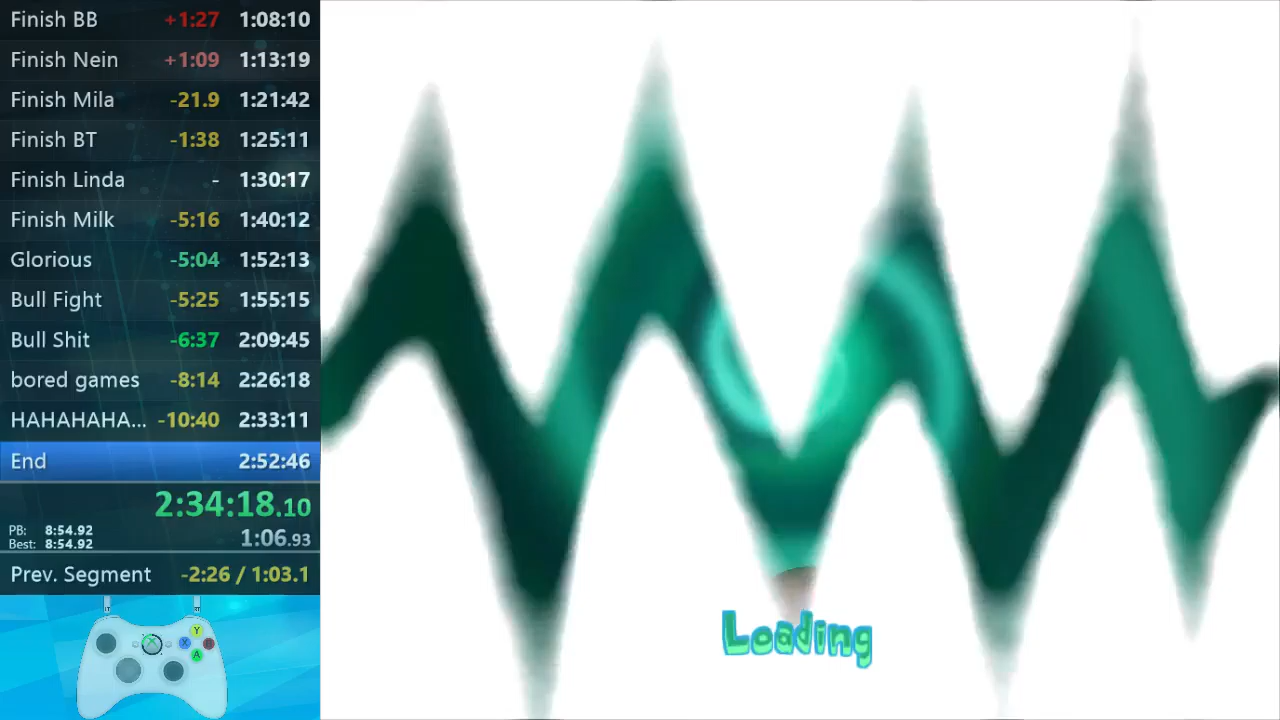 Finish BB +1:27 1:08:10
Finish Nein +1:09 1:13:19
Finish Mila -21.9 1:21:42
Finish BT -1:38 1:25:11
Finish Linda - 1:30:17
Finish Milk -5:16 1:40:12
Glorious -5:04 1:52:13
Bull Fight -5:25 1:55:15
Bull Shit -6:37 2:09:45
bored games -8:14 2:26:18
HAHAHAHA... -10:40 2:33:11
End 2:52:46
2:34:18.10
PB: 8:54.92
Best: 8:54.92 1:06.93
Prev. Segment -2:26 / 1:03.1
LT RT
Y
X B
A
Loading